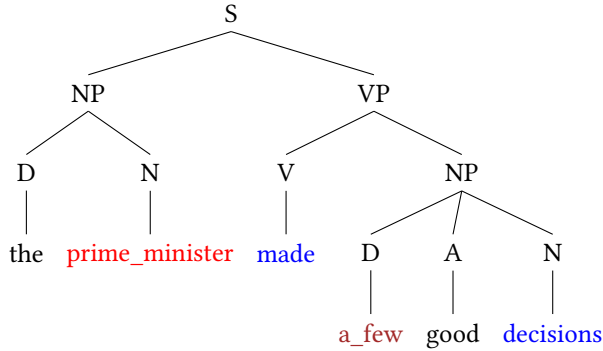 S
NP VP
D N V NP
the prime_minister made D A N
a_few good decisions